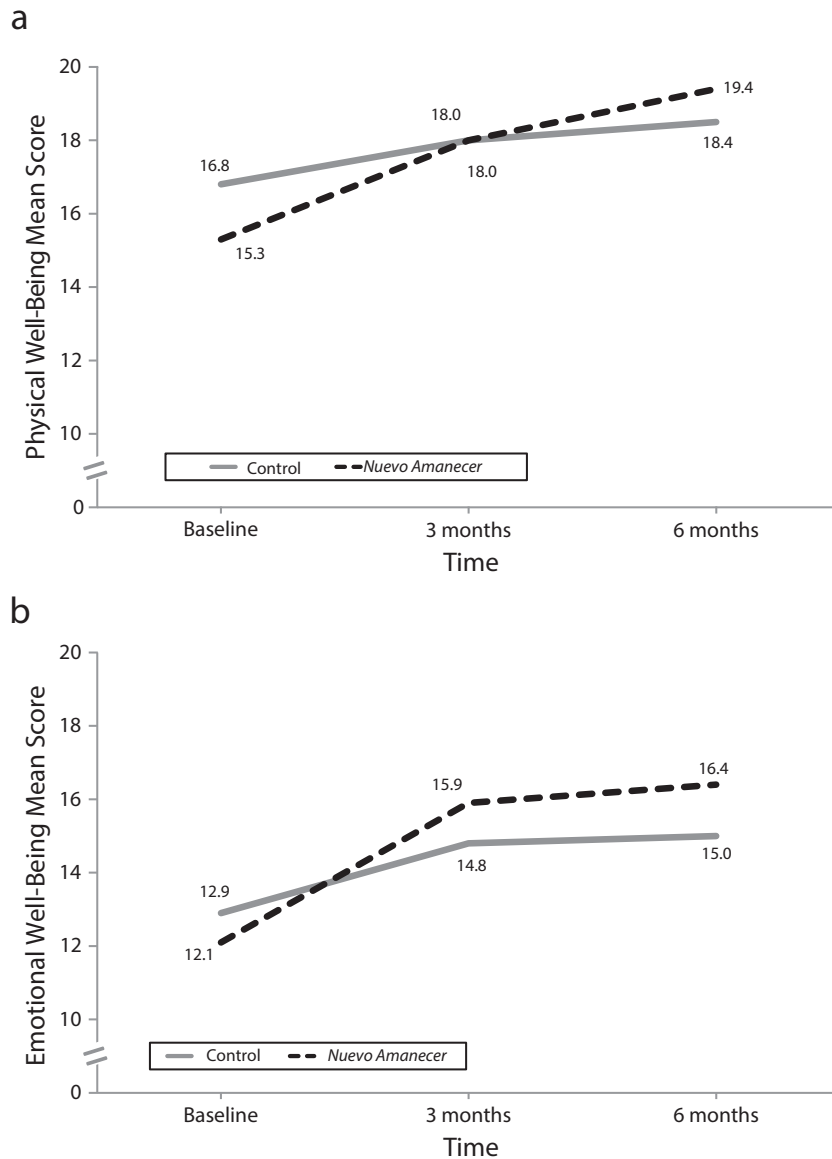 a
Physical Well-Being Mean Score
20
18
16
14
12
10
0
16.8
15.3
18.0
18.0
19.4
18.4
Control Nuevo Amanecer
Baseline 3 months 6 months
Time
b
Emotional Well-Being Mean Score
20
18
16
14
12
10
0
12.9
12.1
15.9
14.8
16.4
15.0
Control Nuevo Amanecer
Baseline 3 months 6 months
Time